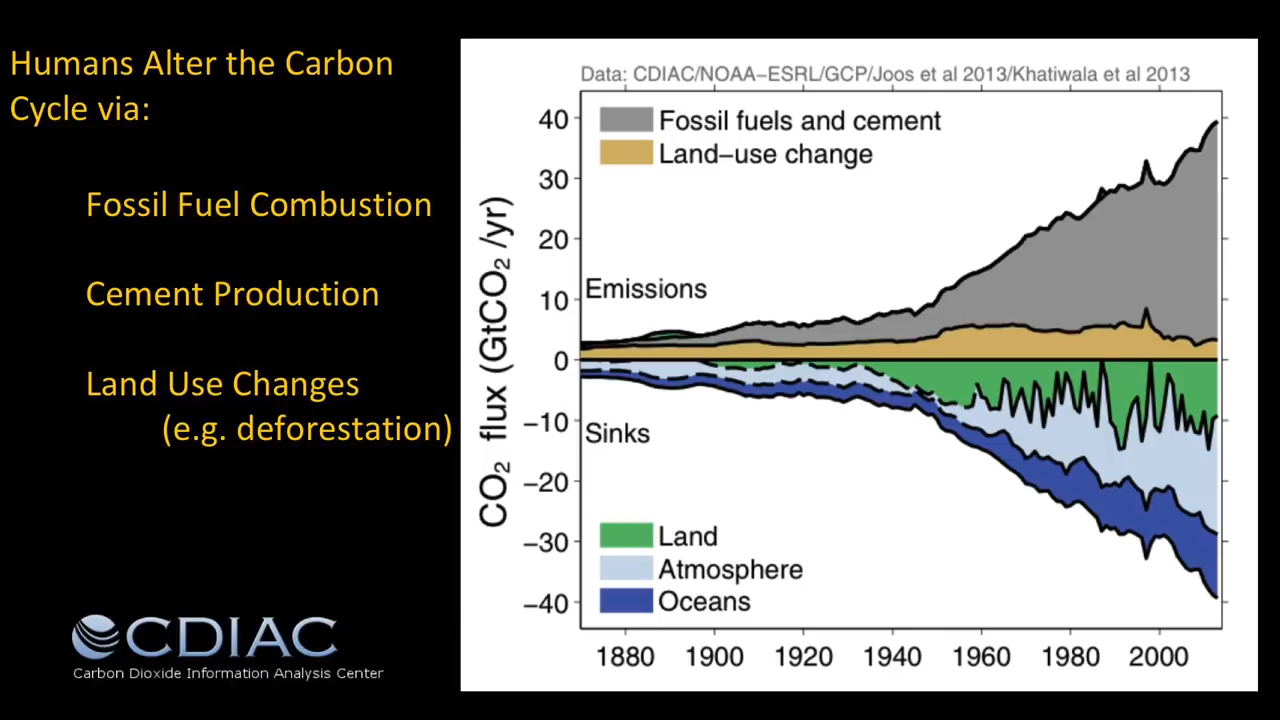 Humans Alter the Carbon
Cycle via:
Fossil Fuel Combustion
Cement Production
Land Use Changes
(e.g. deforestation)
CDIAC
Carbon Dioxide Information Analysis Center
Data: CDIAC/NOAA−ESRL/GCP/Joos et al 2013/Khatiwala et al 2013
Fossil fuels and cement
Land−use change
CO₂ flux (GtCO₂ /yr)
40
30
20
10
0
−10
−20
−30
−40
Emissions
Sinks
Land
Atmosphere
Oceans
1880 1900 1920 1940 1960 1980 2000